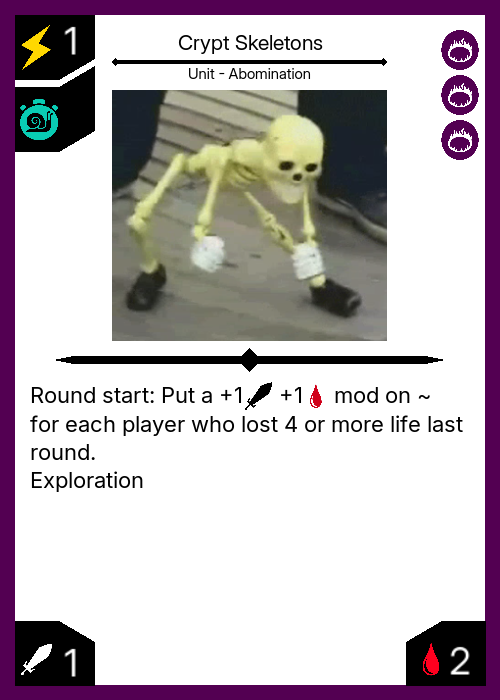 1
Crypt Skeletons
Unit - Abomination
Round start: Put a +1 +1 mod on ~
for each player who lost 4 or more life last
round.
Exploration
1
2